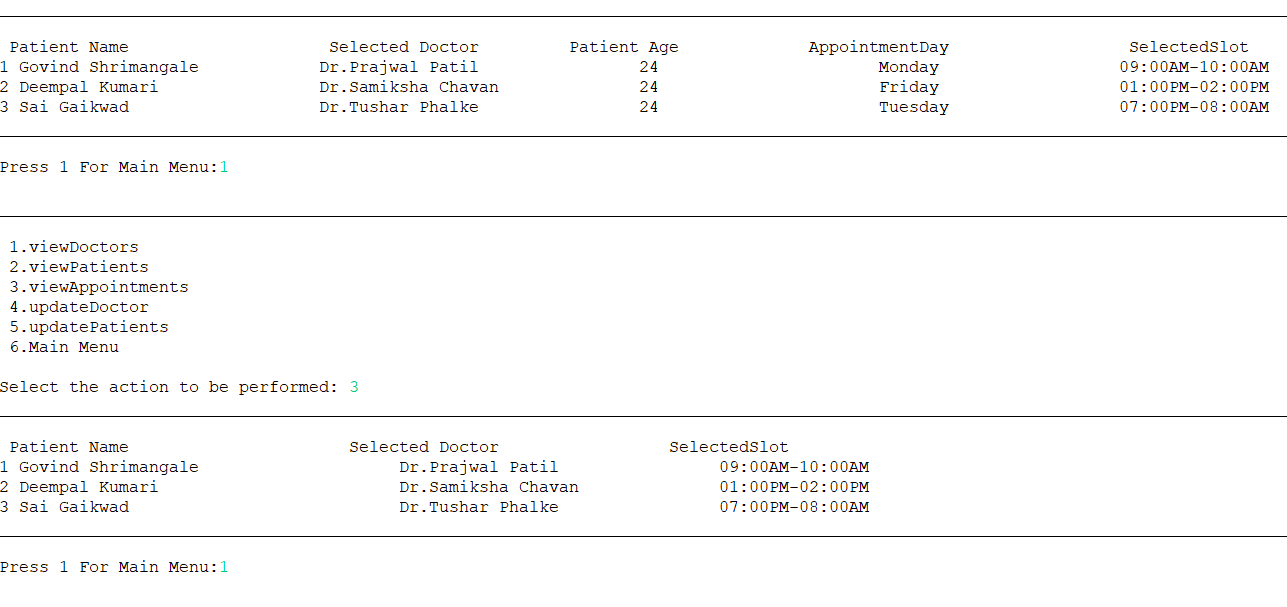 Patient Name Selected Doctor Patient Age AppointmentDay SelectedSlot
1 Govind Shrimangale Dr.Prajwal Patil 24 Monday 09:00AM-10:00AM
2 Deempal Kumari Dr.Samiksha Chavan 24 Friday 01:00PM-02:00PM
3 Sai Gaikwad Dr.Tushar Phalke 24 Tuesday 07:00PM-08:00AM
Press 1 For Main Menu:1
1.viewDoctors
2.viewPatients
3.viewAppointments
4.updateDoctor
5.updatePatients
6.Main Menu
Select the action to be performed: 3
Patient Name Selected Doctor SelectedSlot
1 Govind Shrimangale Dr.Prajwal Patil 09:00AM-10:00AM
2 Deempal Kumari Dr.Samiksha Chavan 01:00PM-02:00PM
3 Sai Gaikwad Dr.Tushar Phalke 07:00PM-08:00AM
Press 1 For Main Menu:1